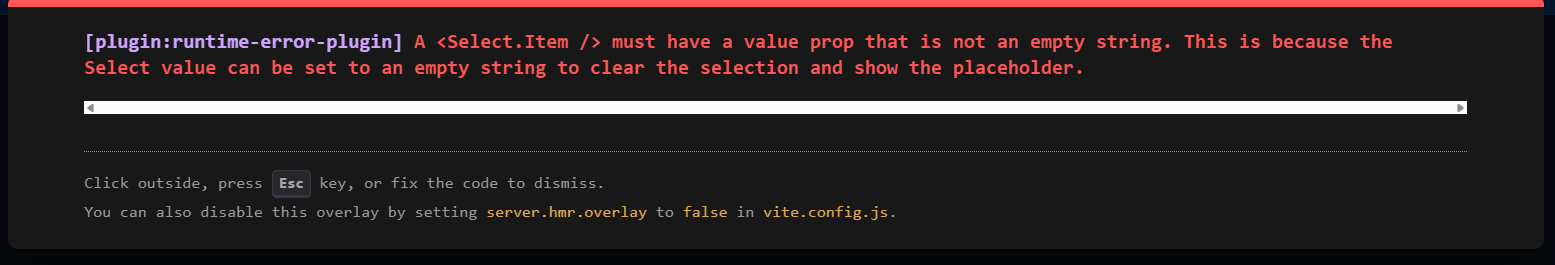 [plugin:runtime-error-plugin] A <Select.Item /> must have a value prop that is not an empty string. This is because the
Select value can be set to an empty string to clear the selection and show the placeholder.
Click outside, press Esc key, or fix the code to dismiss.
You can also disable this overlay by setting server.hmr.overlay to false in vite.config.js.